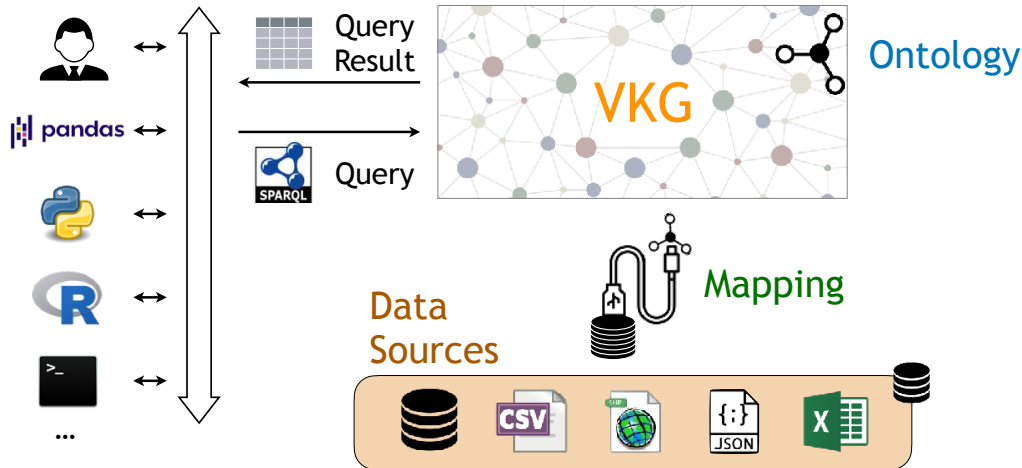 Query
Result
VKG
Ontology
pandas
SPARQL
Query
R
Mapping
Data
Sources
>_
...
CSV
SHP
{:}
JSON
X